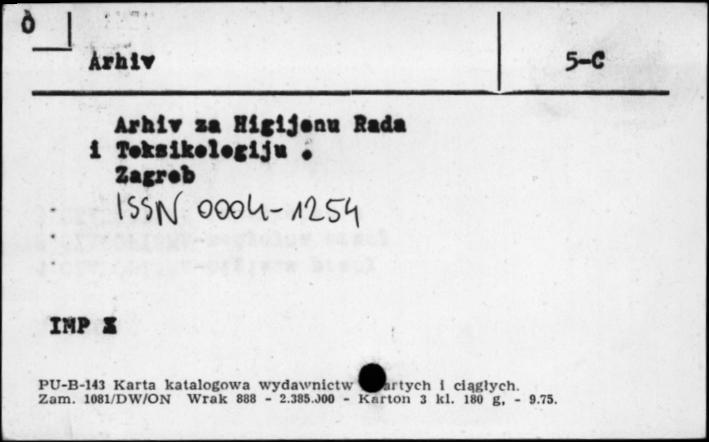 Arhiv 5-C
Arhiv za Higijenu Rada
i Toksikologiju .
Zagreb
ISSN 0004-1254
IMP X
PU-B-143 Karta katalogowa wydawnictw artych i ciągłych.
Zam. 1081/DW/ON Wrak 888 - 2.385.000 - Karton 3 kl. 180 g, - 9.75.